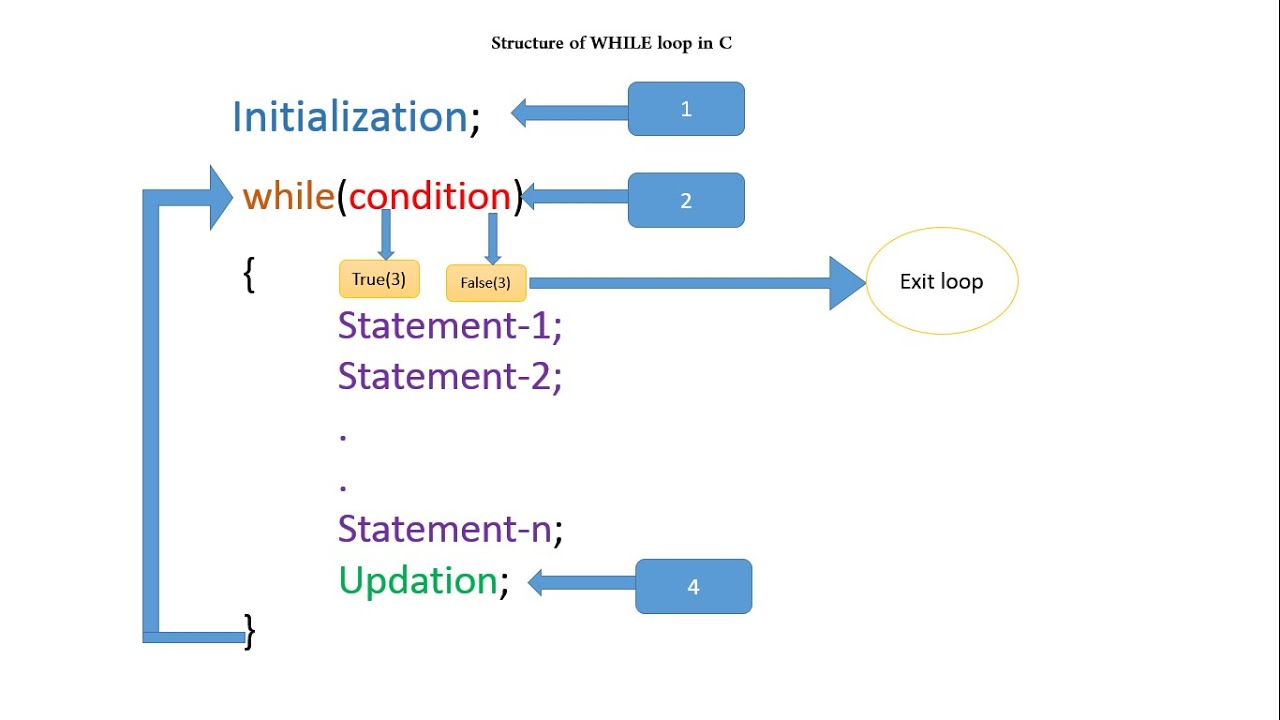 Structure of WHILE loop in C
Initialization;
1
while(condition)
2
{
True(3)
False(3)
Exit loop
Statement-1;
Statement-2;
.
.
Statement-n;
Updation;
4
}